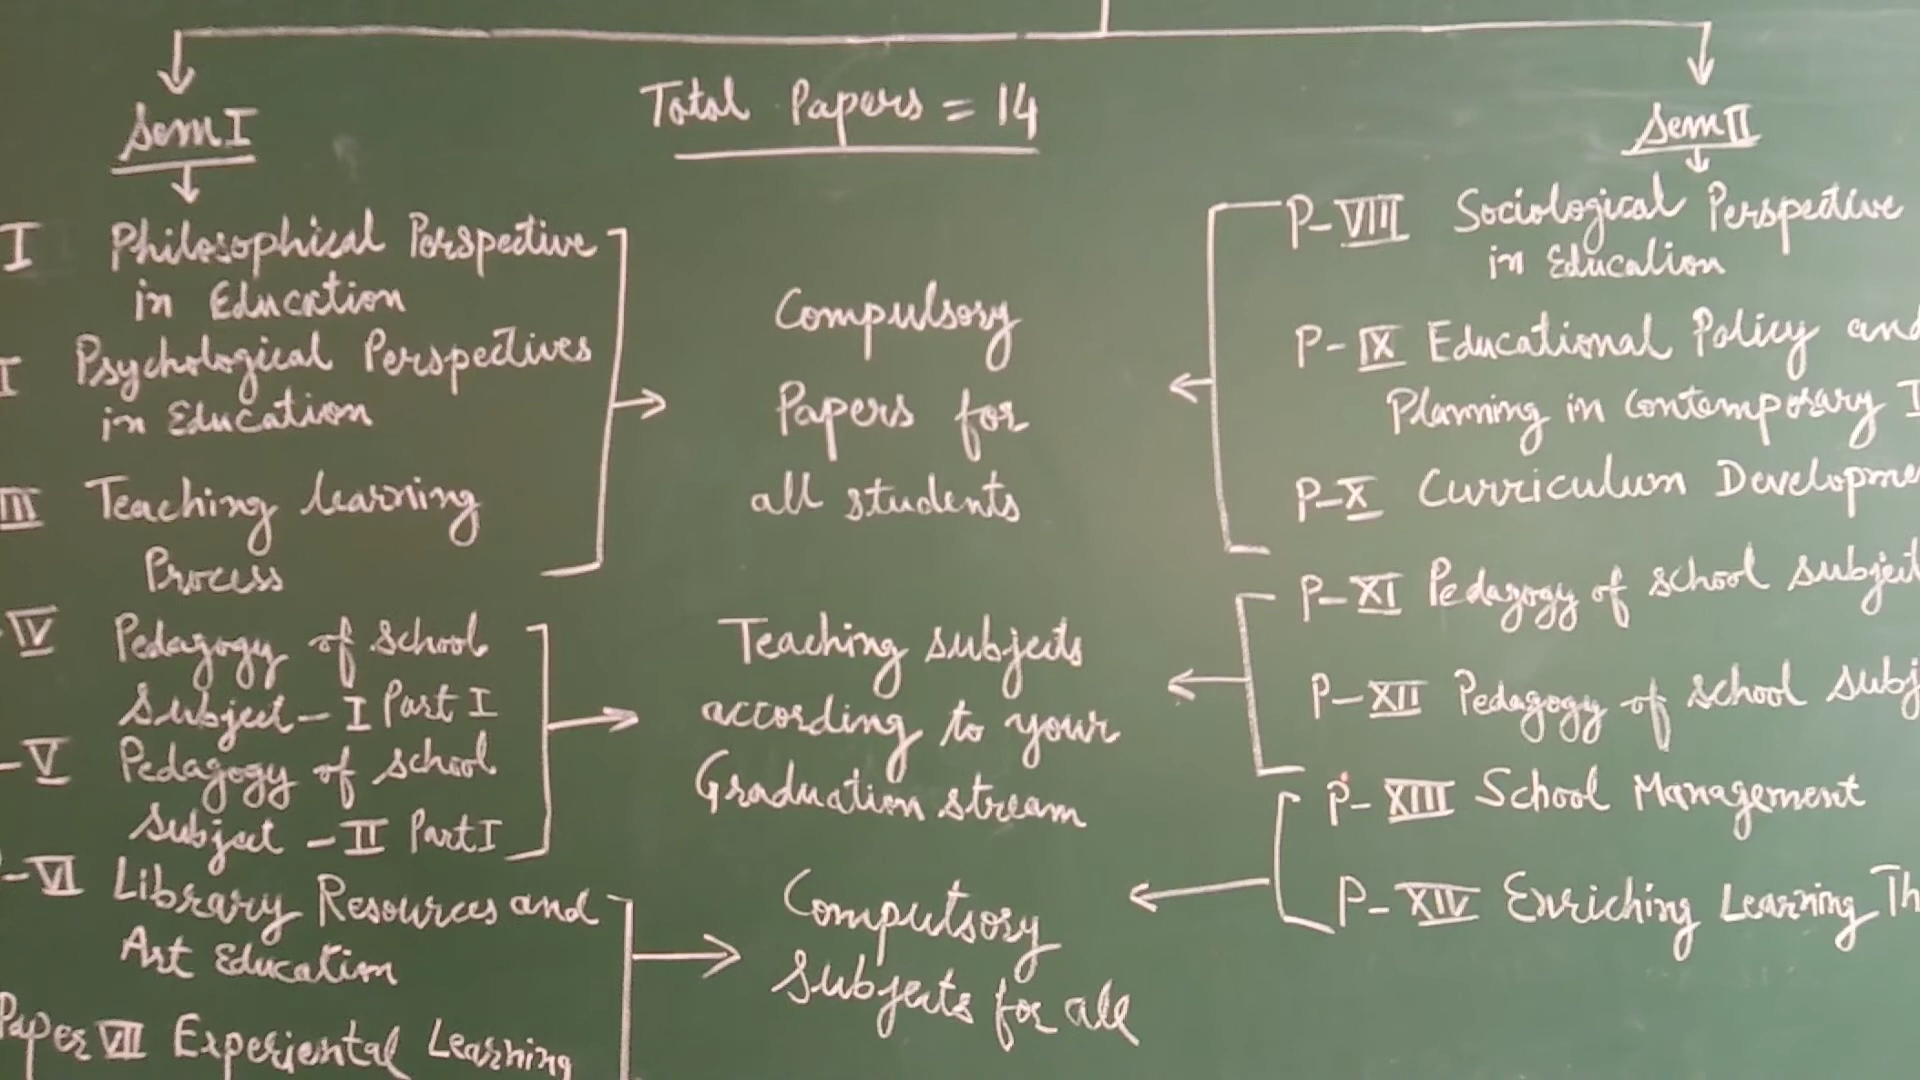 Total Papers = 14
Sem I
I Philosophical Perspective
in Education
I Psychological Perspectives
in Education
III Teaching learning
Process
IV Pedagogy of School
Subject - I Part I
-V Pedagogy of school
Subject - II Part I
-VI Library Resources and
Art Education
Paper VII Experiental Learning
Compulsory
Papers for
all students
Teaching subjects
according to your
Graduation stream
Computsory
Subjects for all
Sem II
P-VIII Sociological Perspective
in Education
P-IX Educational Policy and
Planning in Contemporary I
P-X Curriculum Developme
P-XI Pedagogy of school subject
P-XII Pedagogy of school subj
P-XIII School Management
P-XIV Enriching Learning Th